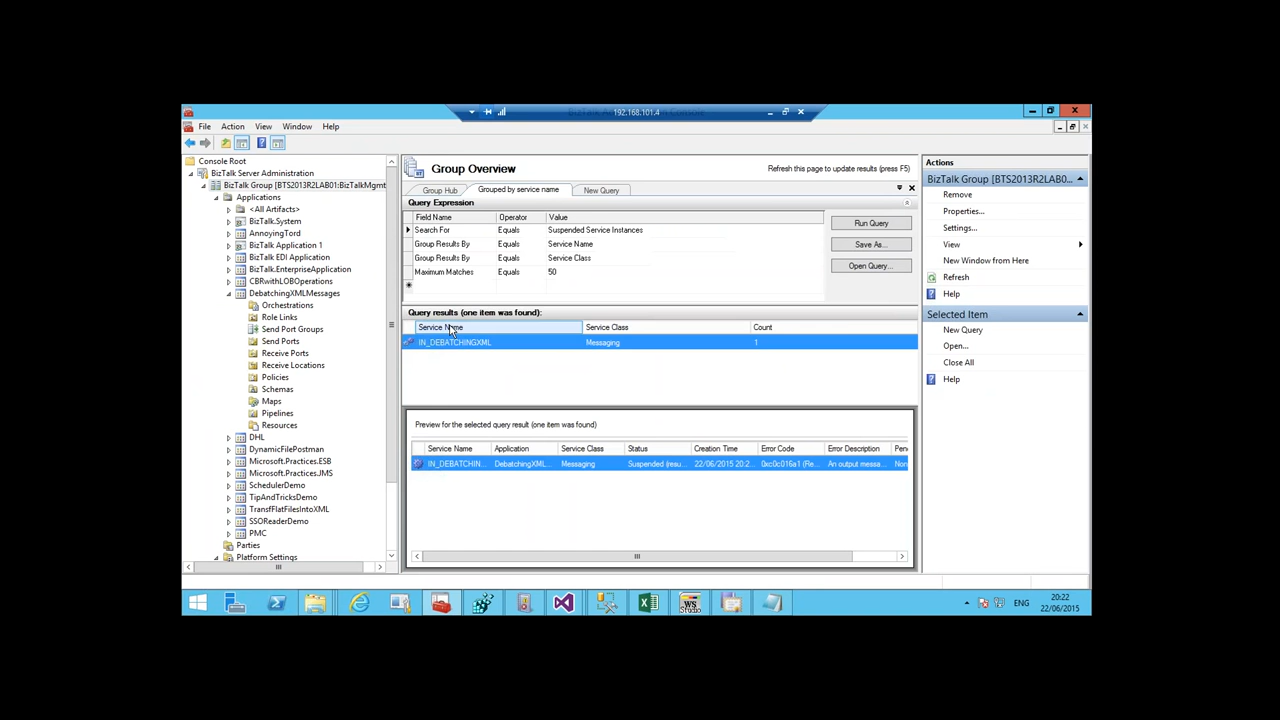 192.168.101.4
File Action View Window Help
Console Root
BizTalk Server Administration
BizTalk Group [BTS2013R2LAB01:BizTalkMgmt
Applications
<All Artifacts>
BizTalk.System
AnnoyingTord
BizTalk Application 1
BizTalk EDI Application
BizTalk.EnterpriseApplication
CBRwithLOBOperations
DebatchingXMLMessages
Orchestrations
Role Links
Send Port Groups
Send Ports
Receive Ports
Receive Locations
Policies
Schemas
Maps
Pipelines
Resources
DHL
DynamicFilePostman
Microsoft.Practices.ESB
Microsoft.Practices.JMS
SchedulerDemo
TipAndTricksDemo
TransfFlatFilesIntoXML
SSOReaderDemo
PMC
Parties
Platform Settings
Group Overview
Refresh this page to update results (press F5)
Group Hub Grouped by service name New Query
Query Expression
Field Name Operator Value
Search For Equals Suspended Service Instances
Group Results By Equals Service Name
Group Results By Equals Service Class
Maximum Matches Equals 50
Run Query
Save As...
Open Query...
Query results (one item was found):
Service Name Service Class Count
IN_DEBATCHINGXML Messaging 1
Preview for the selected query result (one item was found)
Service Name Application Service Class Status Creation Time Error Code Error Description Pen
IN_DEBATCHIN... DebatchingXML... Messaging Suspended (resu... 22/06/2015 20:2... 0xc0c016a1 (Re... An output messa... Non
Actions
BizTalk Group [BTS2013R2LAB0...
Remove
Properties...
Settings...
View
New Window from Here
Refresh
Help
Selected Item
New Query
Open...
Close All
Help
WS
Studio
ENG
20:22
22/06/2015